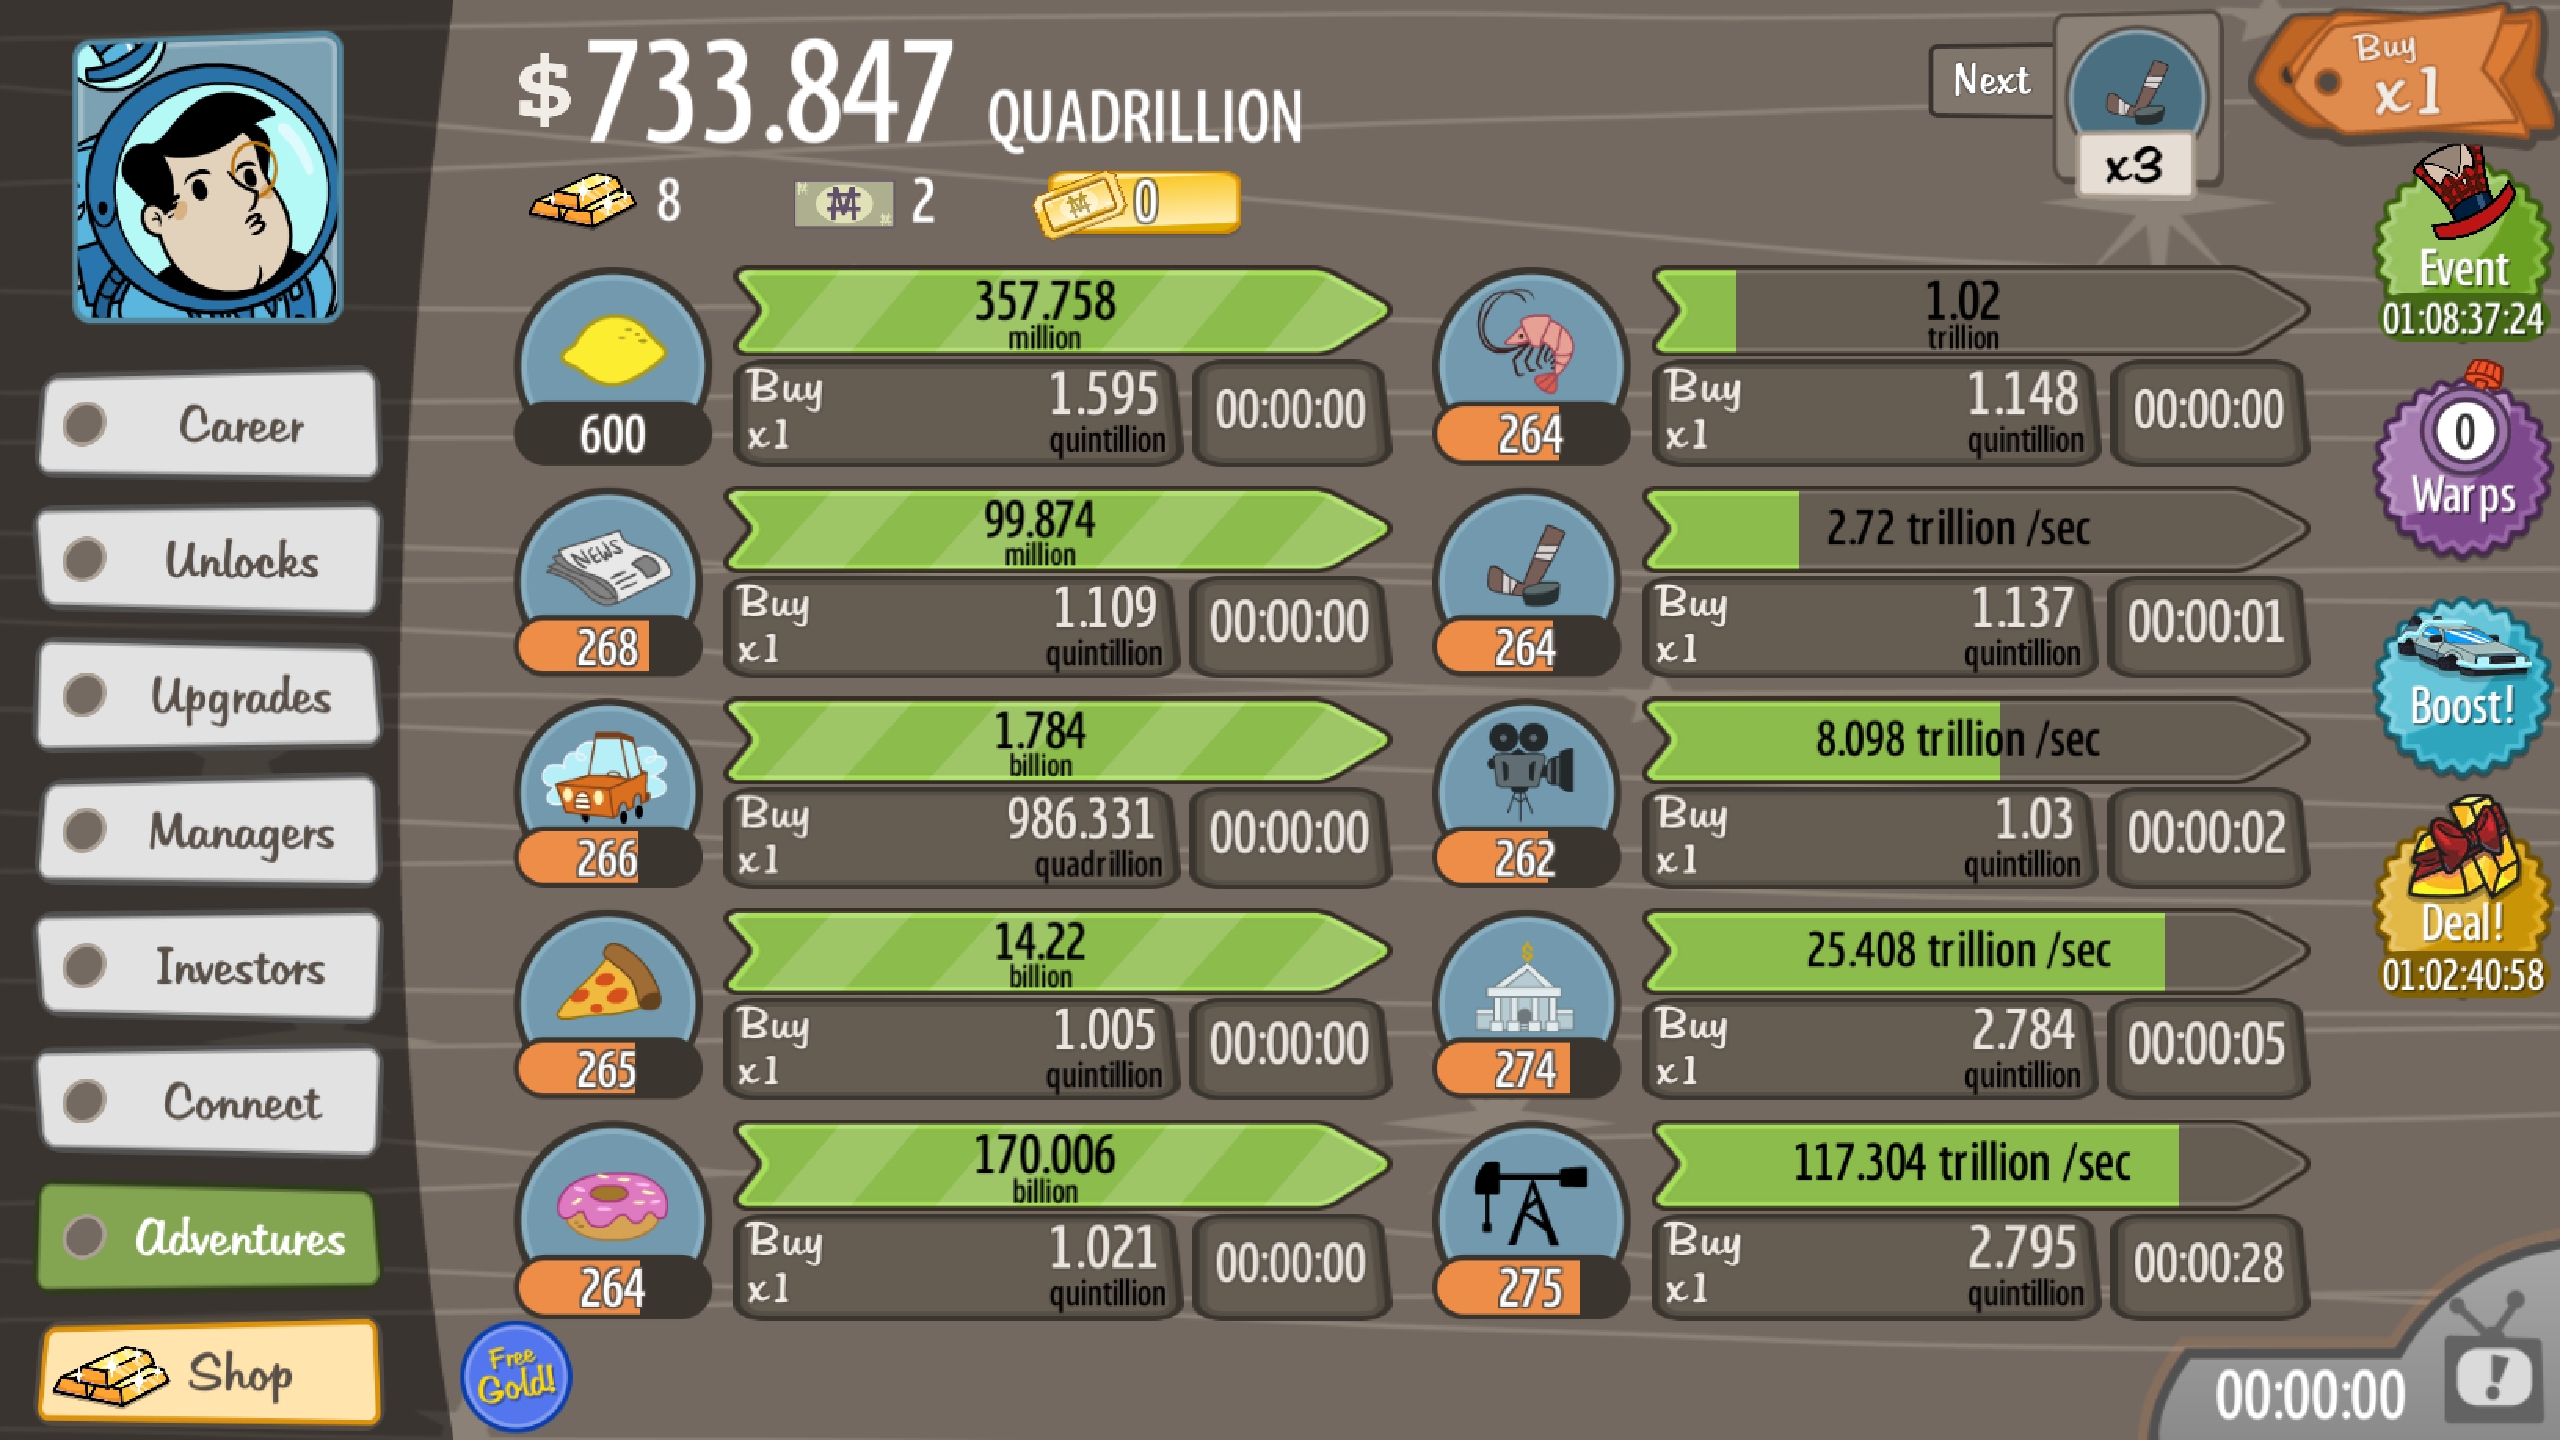 $733.847 QUADRILLION
8
2
0
Next
x3
Buy
x1
Event
01:08:37:24
0
Warps
Boost!
Deal!
01:02:40:58
Career
Unlocks
Upgrades
Managers
Investors
Connect
Adventures
Shop
357.758
million
600
Buy
x1
1.595
quintillion
00:00:00
NEWS
99.874
million
268
Buy
x1
1.109
quintillion
00:00:00
1.784
billion
266
Buy
x1
986.331
quadrillion
00:00:00
14.22
billion
265
Buy
x1
1.005
quintillion
00:00:00
170.006
billion
264
Buy
x1
1.021
quintillion
00:00:00
1.02
trillion
264
Buy
x1
1.148
quintillion
00:00:00
2.72 trillion /sec
264
Buy
x1
1.137
quintillion
00:00:01
8.098 trillion /sec
262
Buy
x1
1.03
quintillion
00:00:02
25.408 trillion /sec
274
Buy
x1
2.784
quintillion
00:00:05
117.304 trillion /sec
275
Buy
x1
2.795
quintillion
00:00:28
Free
Gold!
00:00:00
!